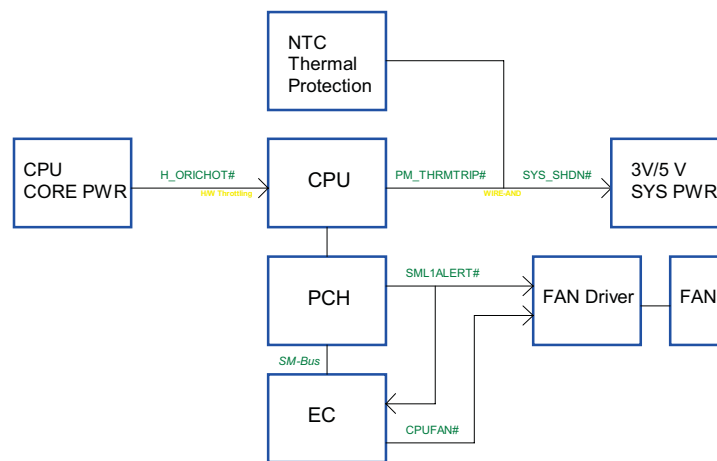 NTC
Thermal
Protection
CPU
CORE PWR
H_ORICHOT#
H/W Throttling
CPU
PM_THRMTRIP#
WIRE-AND
SYS_SHDN#
3V/5 V
SYS PWR
PCH
SML1ALERT#
FAN Driver
FAN
SM-Bus
EC
CPUFAN#